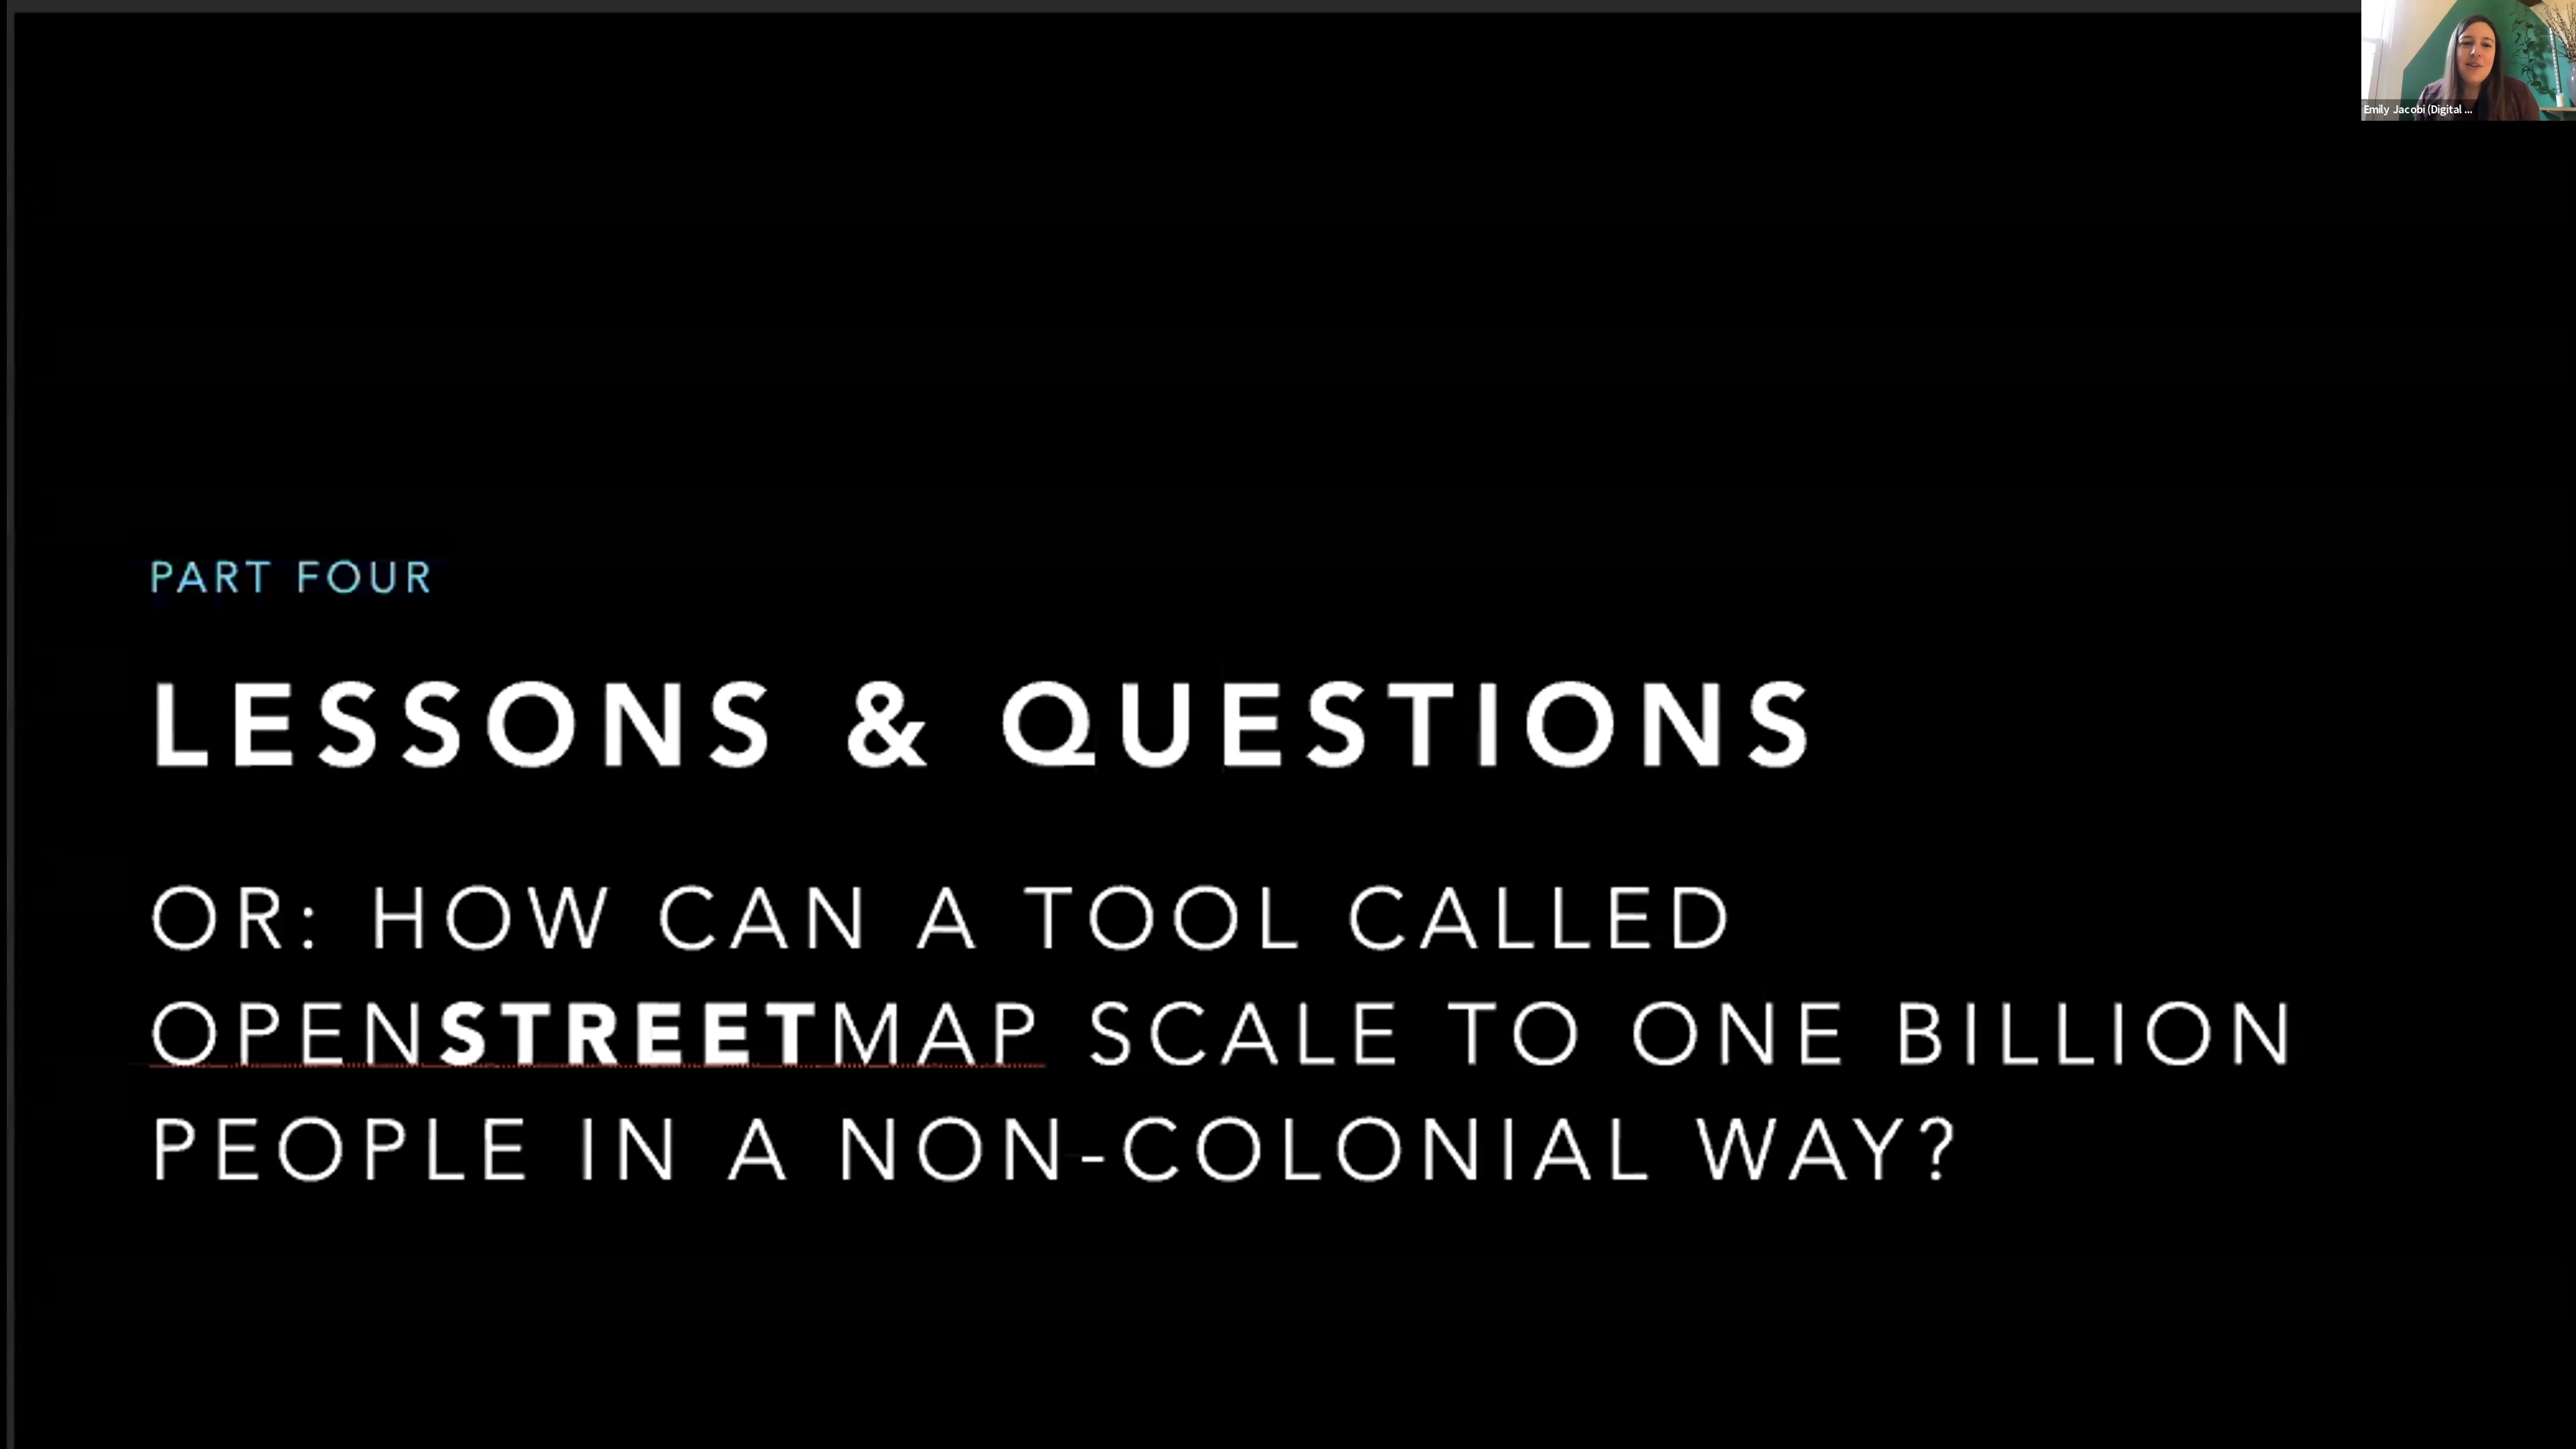 Emily Jacobi (Digital ...
PART FOUR
LESSONS & QUESTIONS
OR: HOW CAN A TOOL CALLED
OPENSTREETMAP SCALE TO ONE BILLION
PEOPLE IN A NON-COLONIAL WAY?